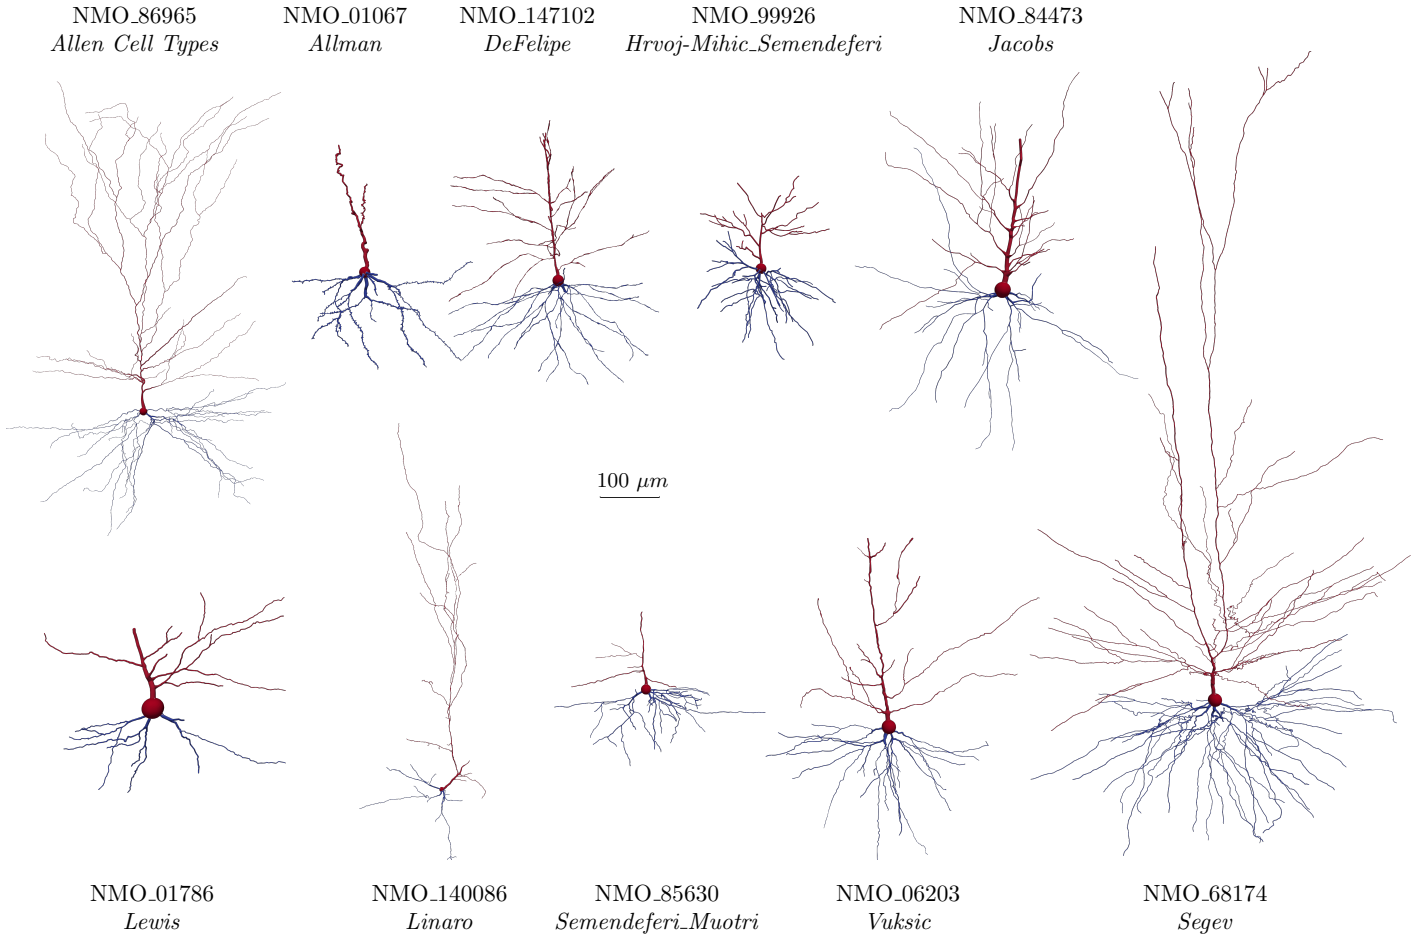 NMO_86965
Allen Cell Types
NMO_01067
Allman
NMO_147102
DeFelipe
NMO_99926
Hrvoj-Mihic_Semendeferi
NMO_84473
Jacobs
100 μm
NMO_01786
Lewis
NMO_140086
Linaro
NMO_85630
Semendeferi_Muotri
NMO_06203
Vuksic
NMO_68174
Segev